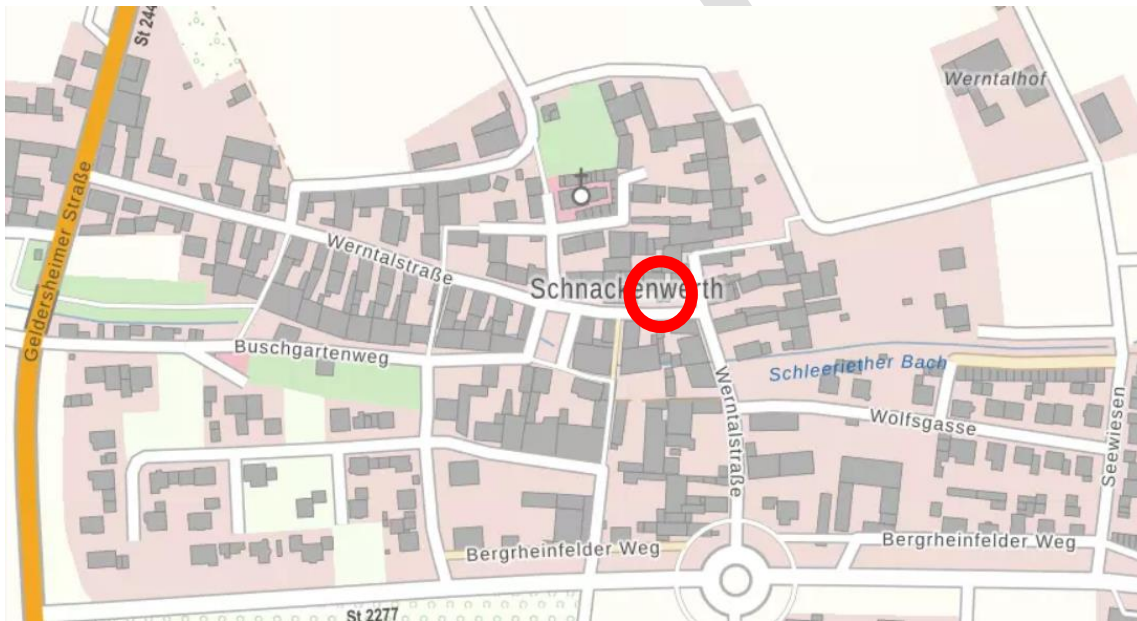 St 244
Werntalhof
Geldersheimer Straße
Werntalstraße
Schnackenwerth
Buschgartenweg
Schleeriether Bach
Werntalstraße
Wolfsgasse
Seewiesen
Bergrheinfelder Weg
Bergrheinfelder Weg
St 2277